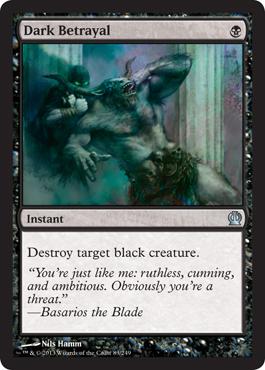 Dark Betrayal
Instant
Destroy target black creature.
“You’re just like me: ruthless, cunning,
and ambitious. Obviously you’re a
threat.”
—Basarios the Blade
Nils Hamm
™ & © 2013 Wizards of the Coast 84/249